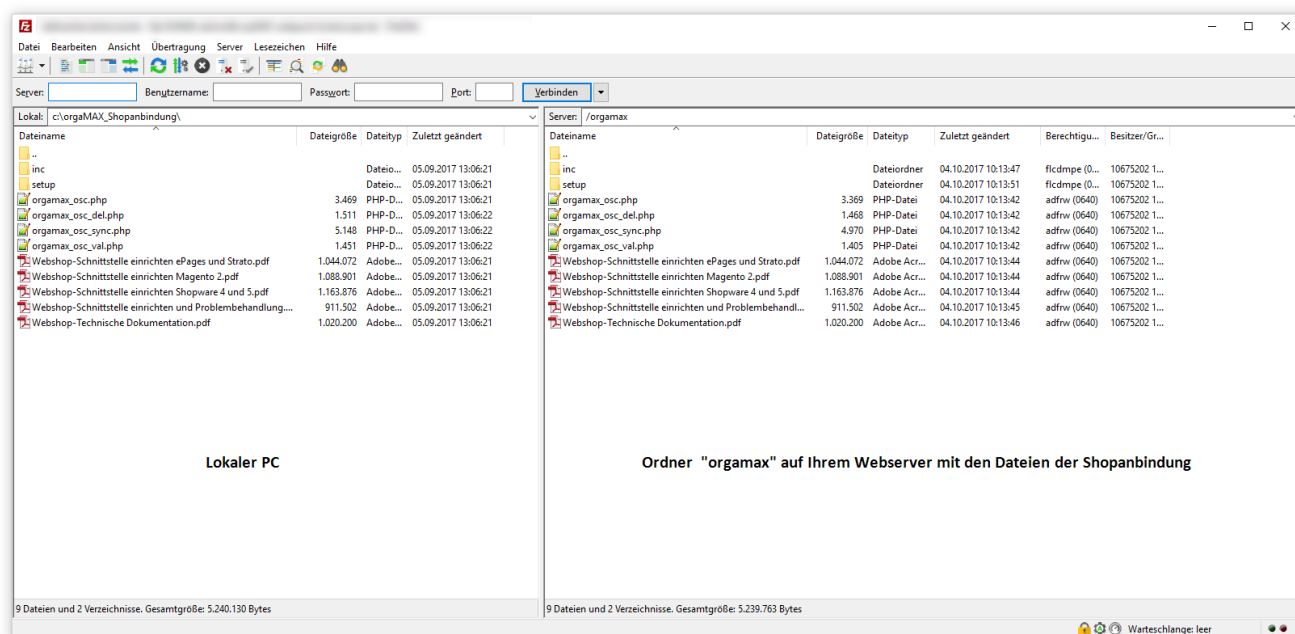 Datei Bearbeiten Ansicht Übertragung Server Lesezeichen Hilfe
Server: Benutzername: Passwort: Port: Verbinden
Lokal: c:\orgaMAX_Shopanbindung\
Dateiname Dateigröße Dateityp Zuletzt geändert
..
inc Dateio... 05.09.2017 13:06:21
setup Dateio... 05.09.2017 13:06:21
orgamax_osc.php 3.469 PHP-D... 05.09.2017 13:06:21
orgamax_osc_del.php 1.511 PHP-D... 05.09.2017 13:06:22
orgamax_osc_sync.php 5.148 PHP-D... 05.09.2017 13:06:22
orgamax_osc_val.php 1.451 PHP-D... 05.09.2017 13:06:22
Webshop-Schnittstelle einrichten ePages und Strato.pdf 1.044.072 Adobe... 05.09.2017 13:06:21
Webshop-Schnittstelle einrichten Magento 2.pdf 1.088.901 Adobe... 05.09.2017 13:06:21
Webshop-Schnittstelle einrichten Shopware 4 und 5.pdf 1.163.876 Adobe... 05.09.2017 13:06:21
Webshop-Schnittstelle einrichten und Problembehandlung.... 911.502 Adobe... 05.09.2017 13:06:21
Webshop-Technische Dokumentation.pdf 1.020.200 Adobe... 05.09.2017 13:06:21
Lokaler PC
9 Dateien und 2 Verzeichnisse. Gesamtgröße: 5.240.130 Bytes
Server: /orgamax
Dateiname Dateigröße Dateityp Zuletzt geändert Berechtigu... Besitzer/Gr...
..
inc Dateiordner 04.10.2017 10:13:47 flcdmpe (0... 10675202 1...
setup Dateiordner 04.10.2017 10:13:51 flcdmpe (0... 10675202 1...
orgamax_osc.php 3.369 PHP-Datei 04.10.2017 10:13:42 adfrw (0640) 10675202 1...
orgamax_osc_del.php 1.468 PHP-Datei 04.10.2017 10:13:42 adfrw (0640) 10675202 1...
orgamax_osc_sync.php 4.970 PHP-Datei 04.10.2017 10:13:42 adfrw (0640) 10675202 1...
orgamax_osc_val.php 1.405 PHP-Datei 04.10.2017 10:13:42 adfrw (0640) 10675202 1...
Webshop-Schnittstelle einrichten ePages und Strato.pdf 1.044.072 Adobe Acr... 04.10.2017 10:13:44 adfrw (0640) 10675202 1...
Webshop-Schnittstelle einrichten Magento 2.pdf 1.088.901 Adobe Acr... 04.10.2017 10:13:44 adfrw (0640) 10675202 1...
Webshop-Schnittstelle einrichten Shopware 4 und 5.pdf 1.163.876 Adobe Acr... 04.10.2017 10:13:44 adfrw (0640) 10675202 1...
Webshop-Schnittstelle einrichten und Problembehandl... 911.502 Adobe Acr... 04.10.2017 10:13:45 adfrw (0640) 10675202 1...
Webshop-Technische Dokumentation.pdf 1.020.200 Adobe Acr... 04.10.2017 10:13:46 adfrw (0640) 10675202 1...
Ordner "orgamax" auf Ihrem Webserver mit den Dateien der Shopanbindung
9 Dateien und 2 Verzeichnisse. Gesamtgröße: 5.239.763 Bytes
Warteschlange: leer